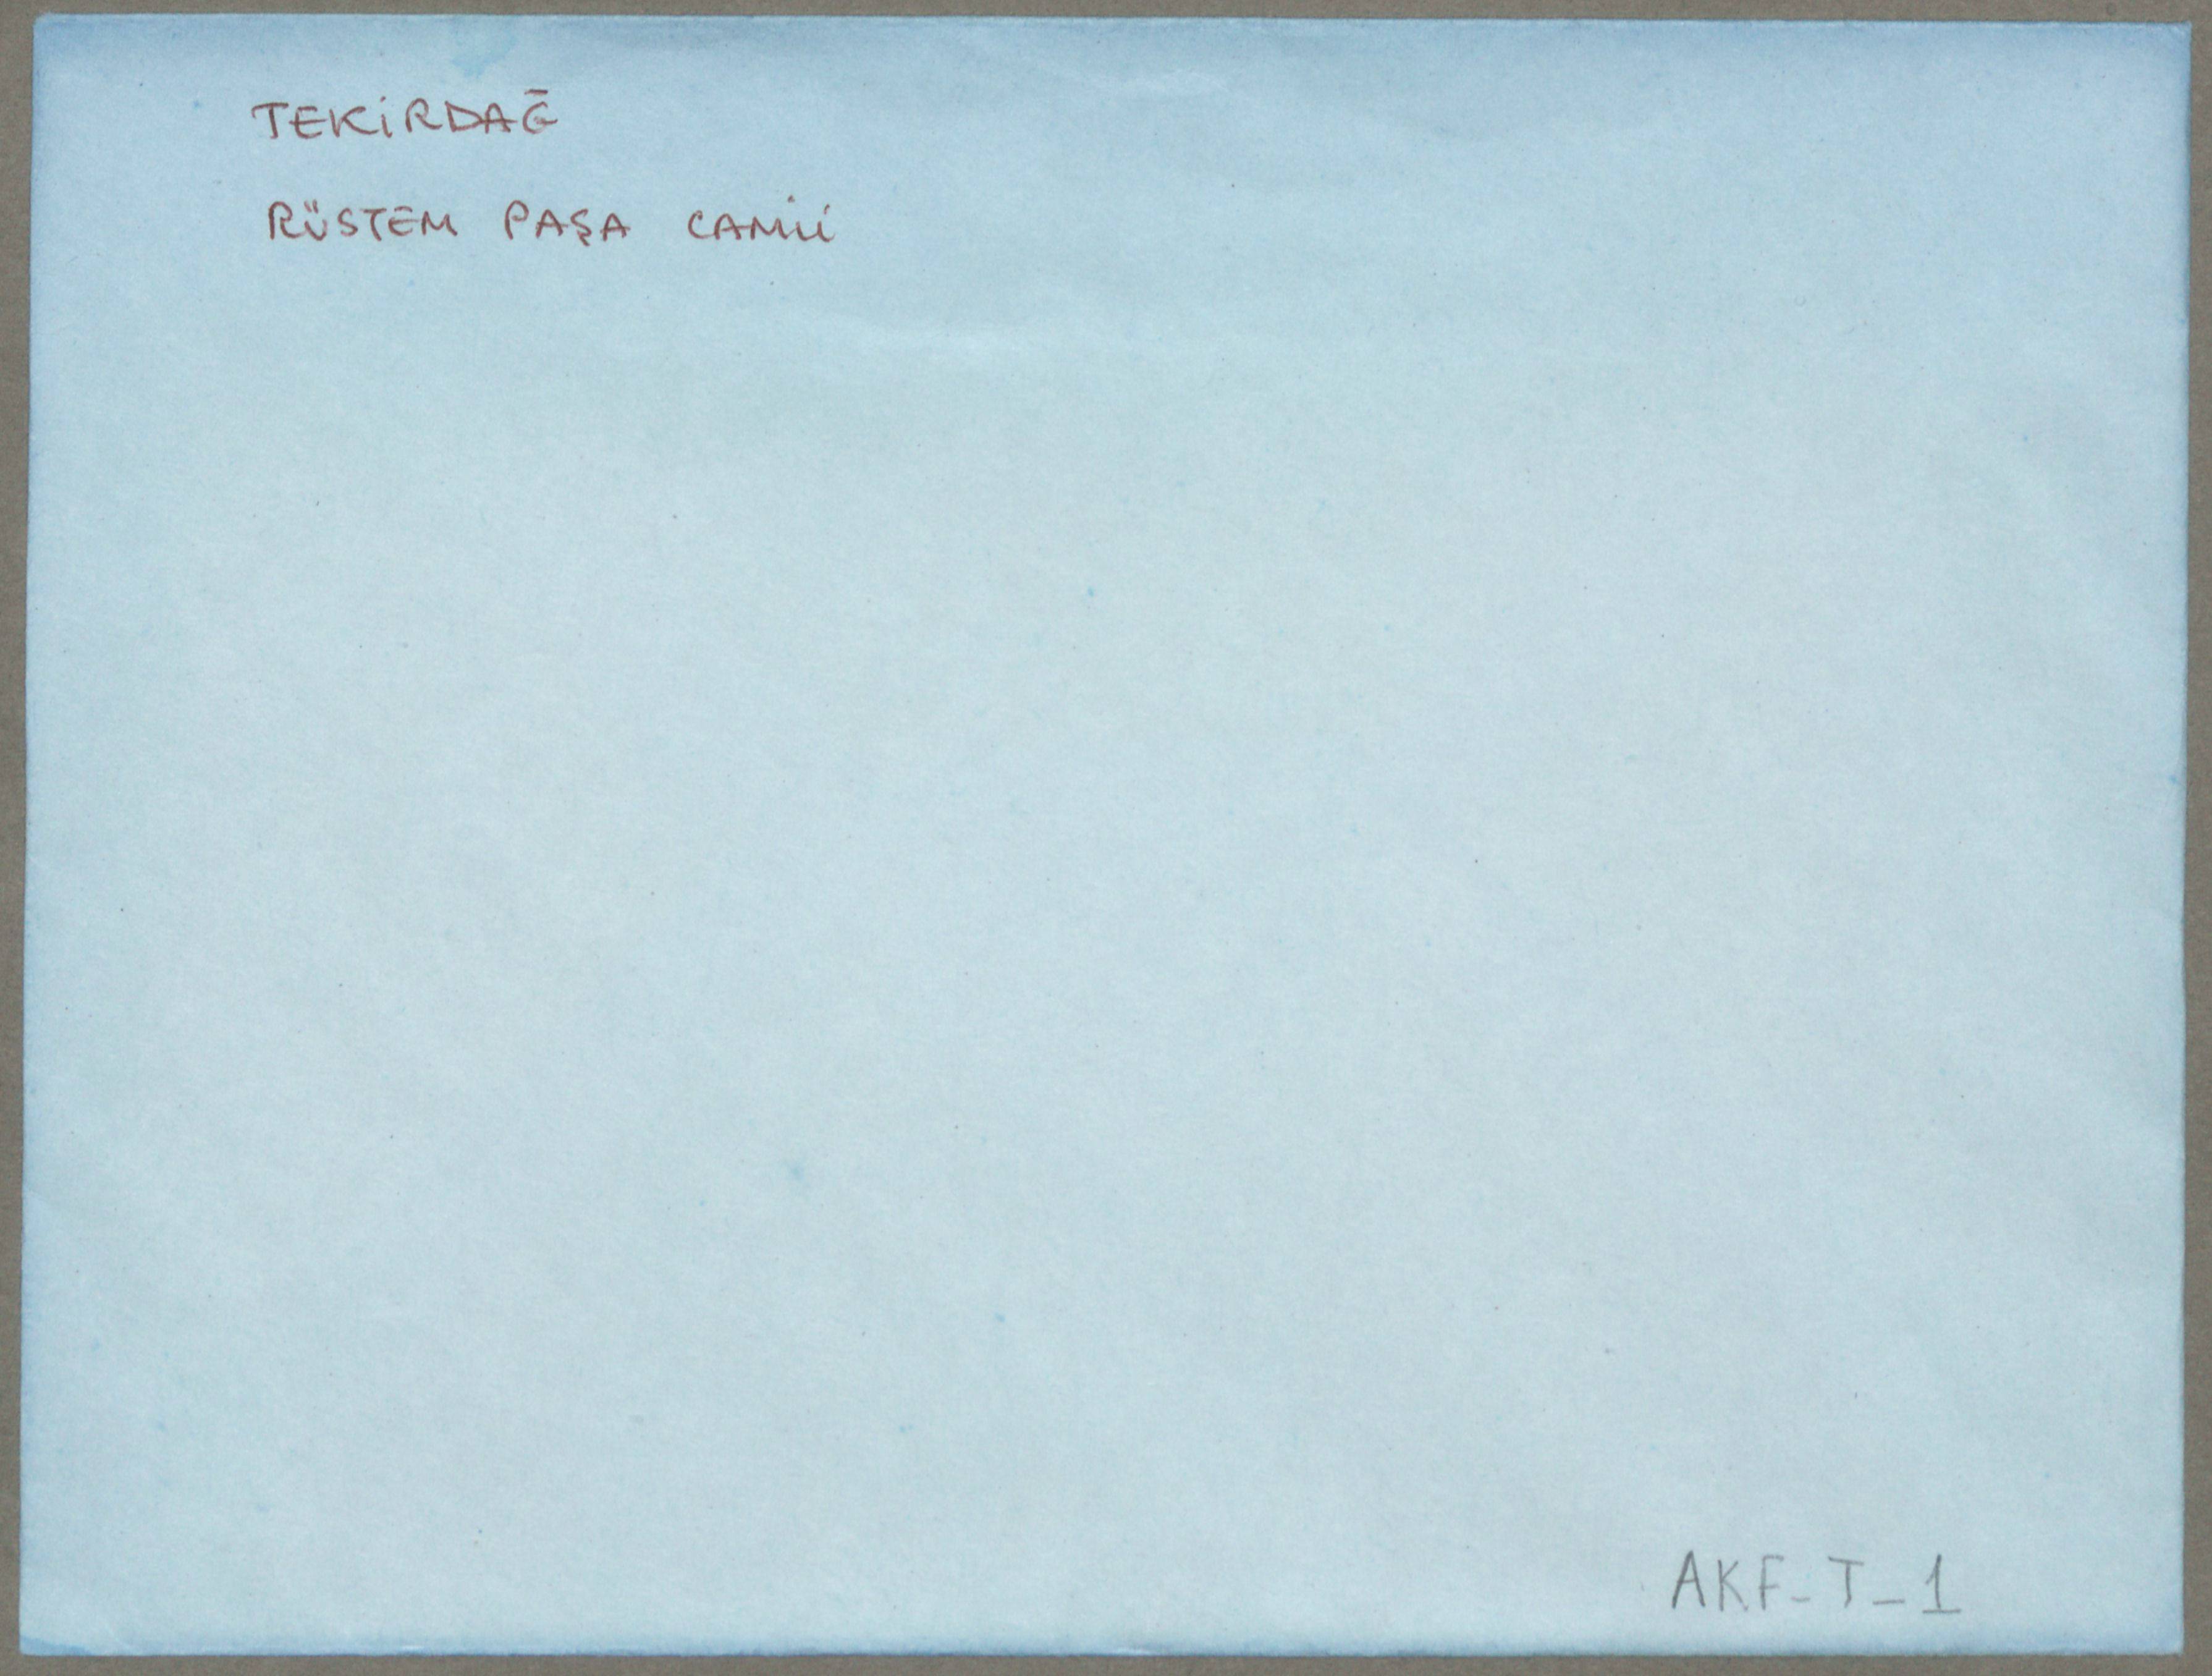 TEKİRDAĞ
RÜSTEM PAŞA CAMİİ
AKF-T-1